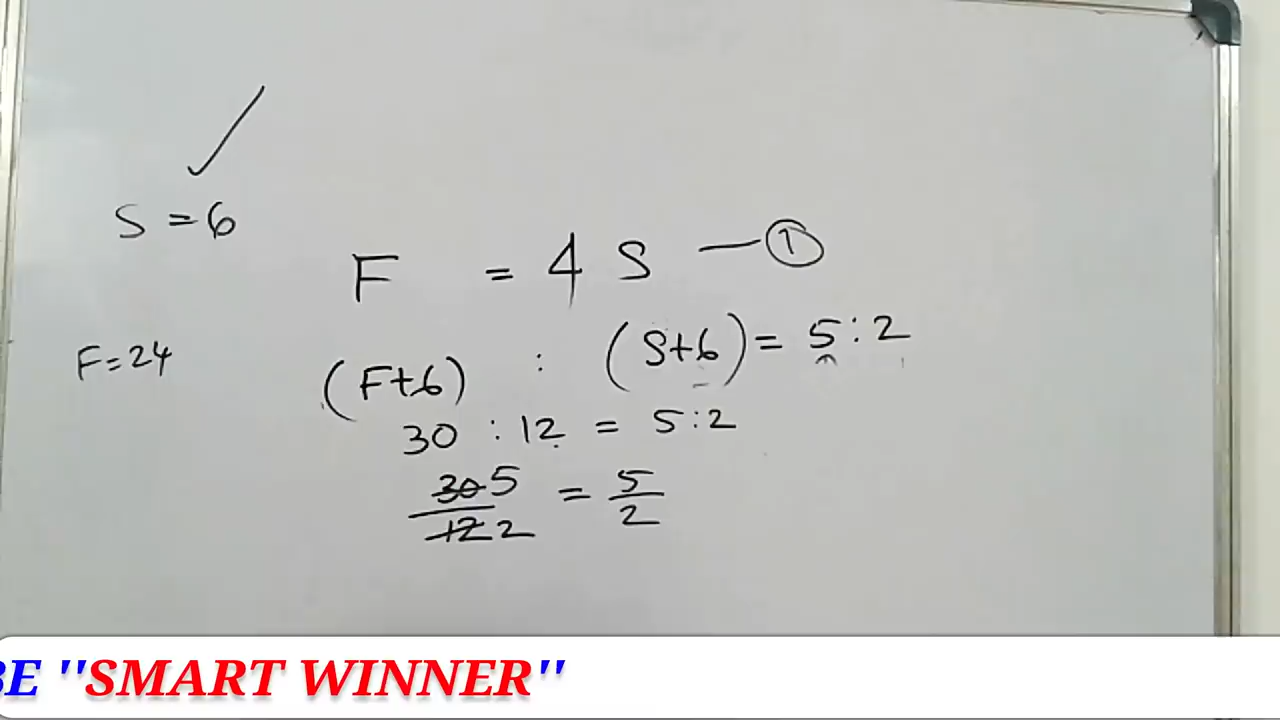 S = 6
F = 4 S — ①
F = 24
(F+6) : (S+6) = 5 : 2
30 : 12 = 5 : 2
30 5 = 5
12 2 2
BE "SMART WINNER"